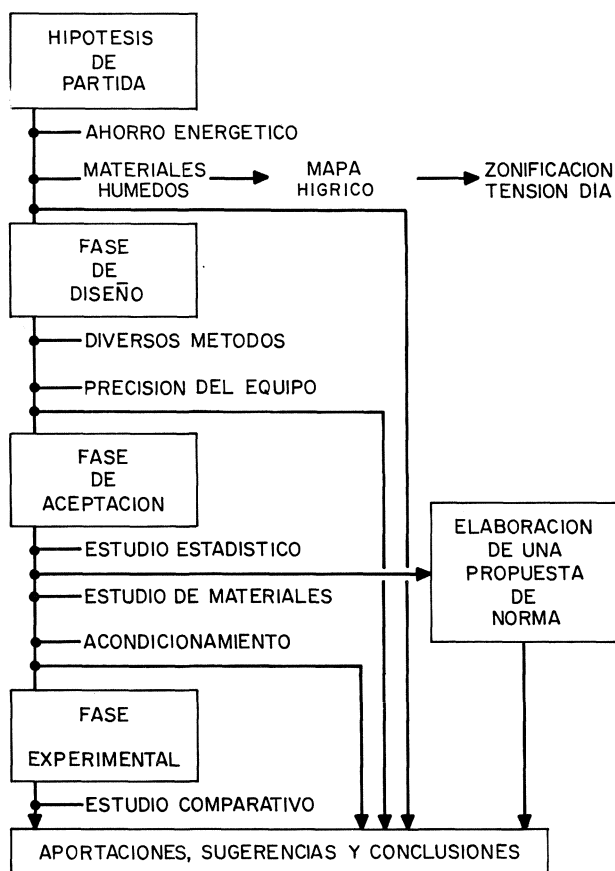 HIPOTESIS
DE
PARTIDA
AHORRO ENERGETICO
MATERIALES
HUMEDOS
MAPA
HIGRICO
ZONIFICACION
TENSION DIA
FASE
DE
DISEÑO
DIVERSOS METODOS
PRECISION DEL EQUIPO
FASE
DE
ACEPTACION
ESTUDIO ESTADISTICO
ESTUDIO DE MATERIALES
ACONDICIONAMIENTO
ELABORACION
DE UNA
PROPUESTA
DE
NORMA
FASE
EXPERIMENTAL
ESTUDIO COMPARATIVO
APORTACIONES, SUGERENCIAS Y CONCLUSIONES